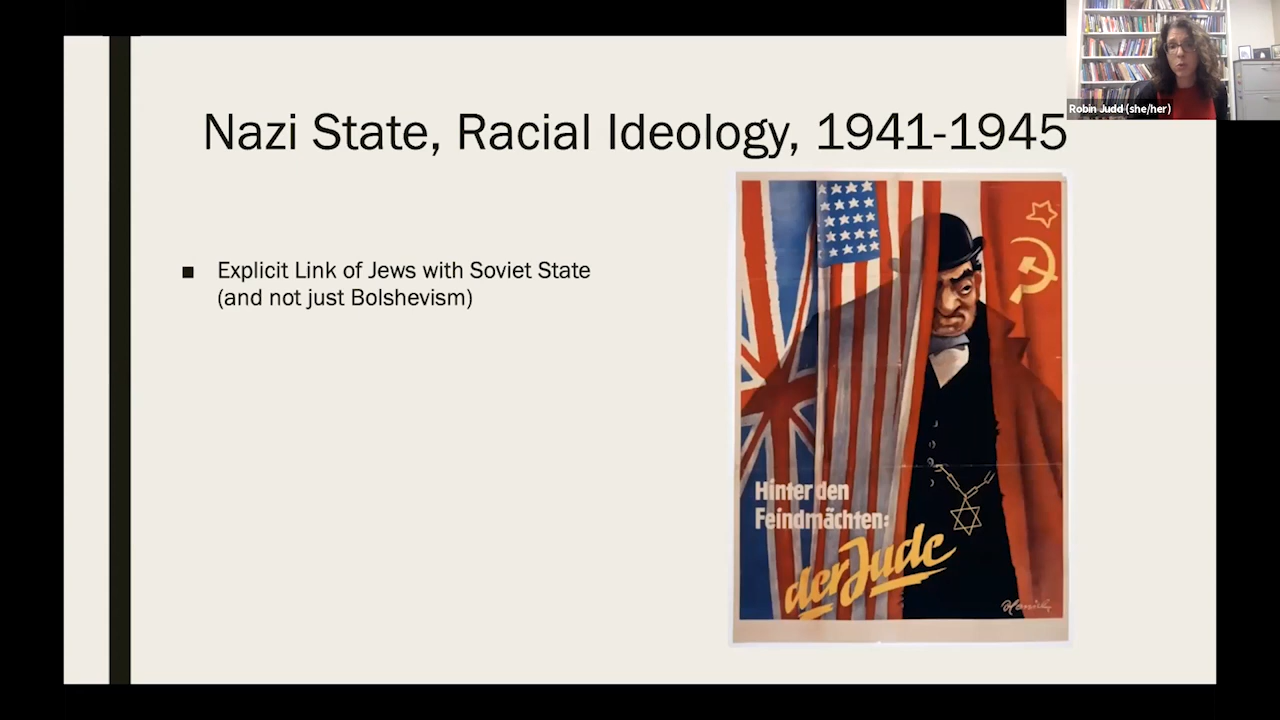 Robin Judd (she/her)
Nazi State, Racial Ideology, 1941-1945
■ Explicit Link of Jews with Soviet State
(and not just Bolshevism)
Hinter den
Feindmächten:
der Jude